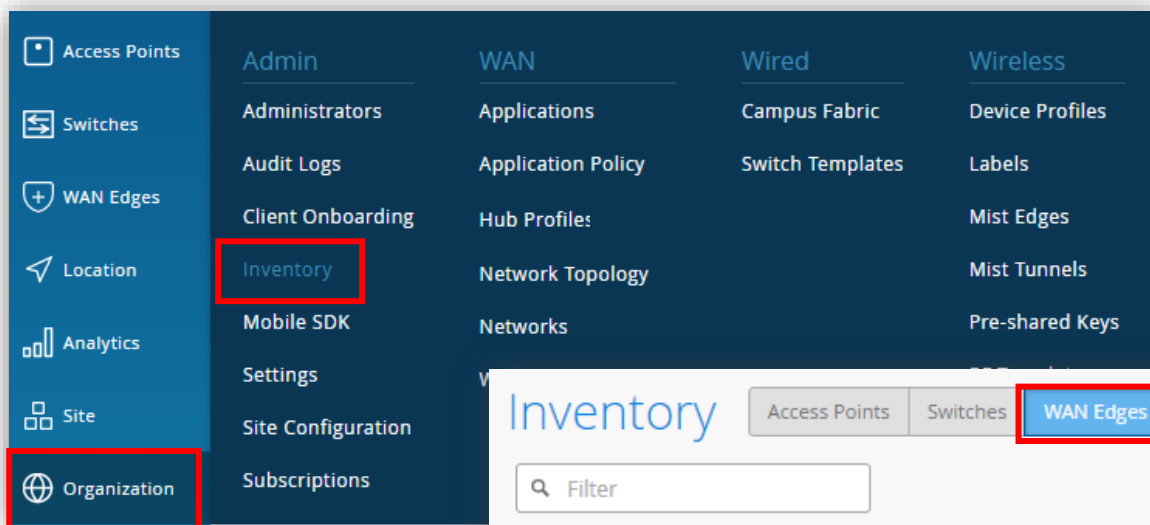 Access Points
Switches
WAN Edges
Location
Analytics
Site
Organization
Admin
Administrators
Audit Logs
Client Onboarding
Inventory
Mobile SDK
Settings
Site Configuration
Subscriptions
WAN
Applications
Application Policy
Hub Profiles
Network Topology
Networks
Wired
Campus Fabric
Switch Templates
Wireless
Device Profiles
Labels
Mist Edges
Mist Tunnels
Pre-shared Keys
Inventory Access Points Switches WAN Edges
Filter